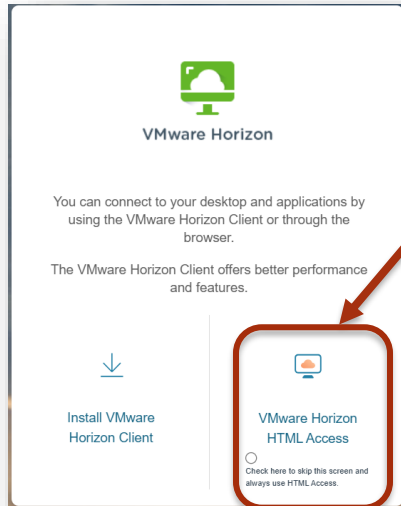 VMware Horizon
You can connect to your desktop and applications by
using the VMware Horizon Client or through the
browser.
The VMware Horizon Client offers better performance
and features.
Install VMware
Horizon Client
VMware Horizon
HTML Access
Check here to skip this screen and
always use HTML Access.